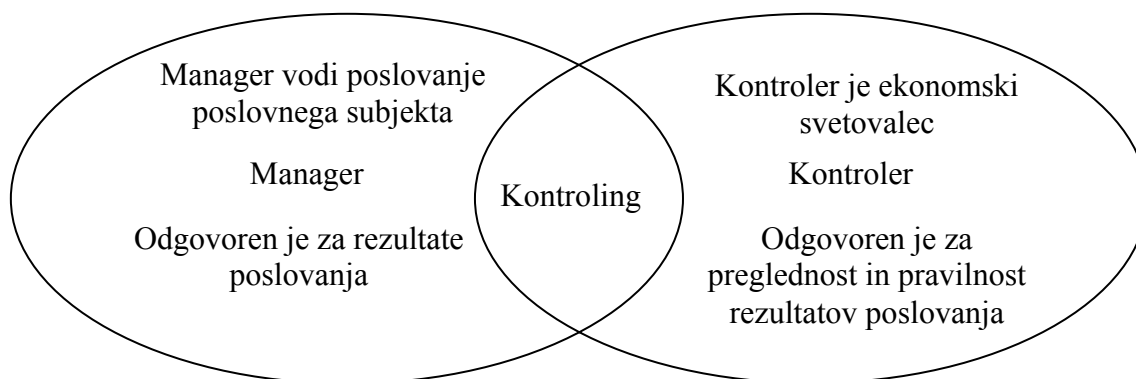 Manager vodi poslovanje
poslovnega subjekta
Manager
Odgovoren je za rezultate
poslovanja
Kontroling
Kontroler je ekonomski
svetovalec
Kontroler
Odgovoren je za
preglednost in pravilnost
rezultatov poslovanja